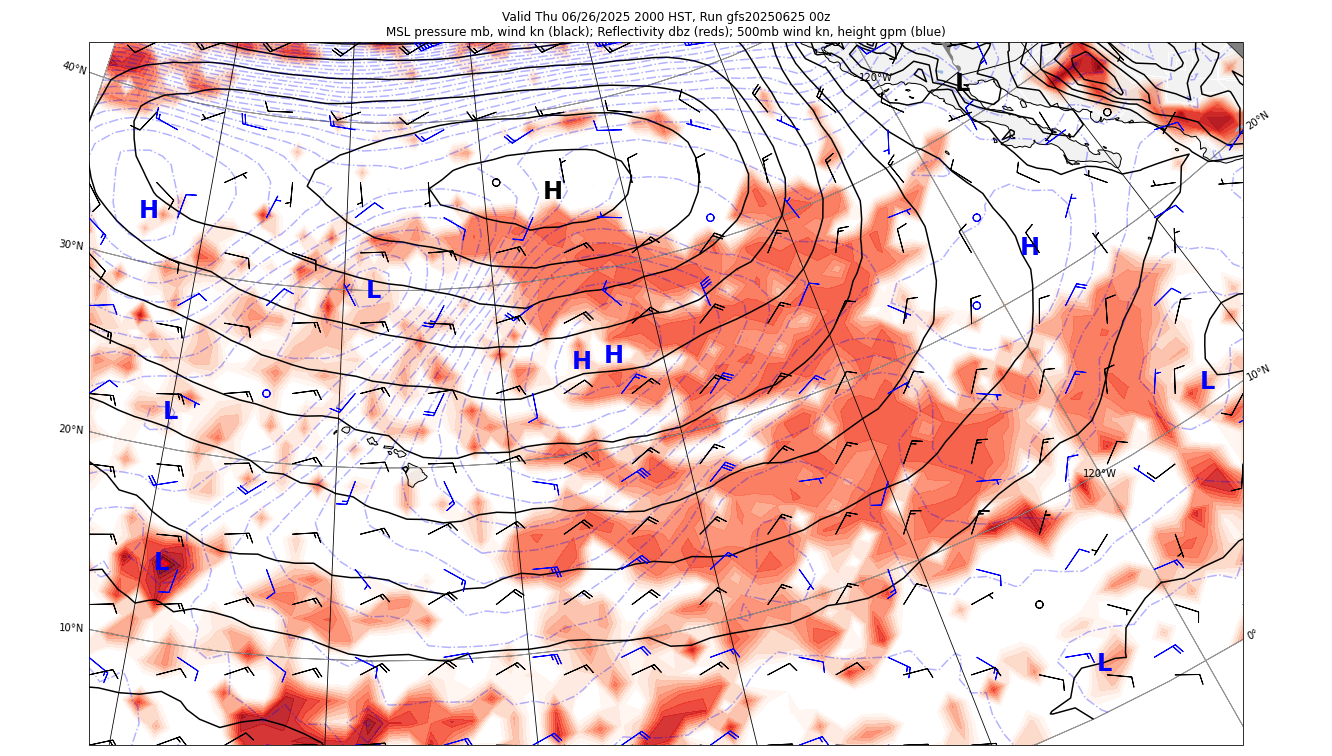 Valid Thu 06/26/2025 2000 HST, Run gfs20250625 00z
MSL pressure mb, wind kn (black); Reflectivity dbz (reds); 500mb wind kn, height gpm (blue)
40°N
120°W
L
20°N
H
H
30°N
H
L
H H
10°N
L
L
20°N
120°W
L
10°N
0°
L